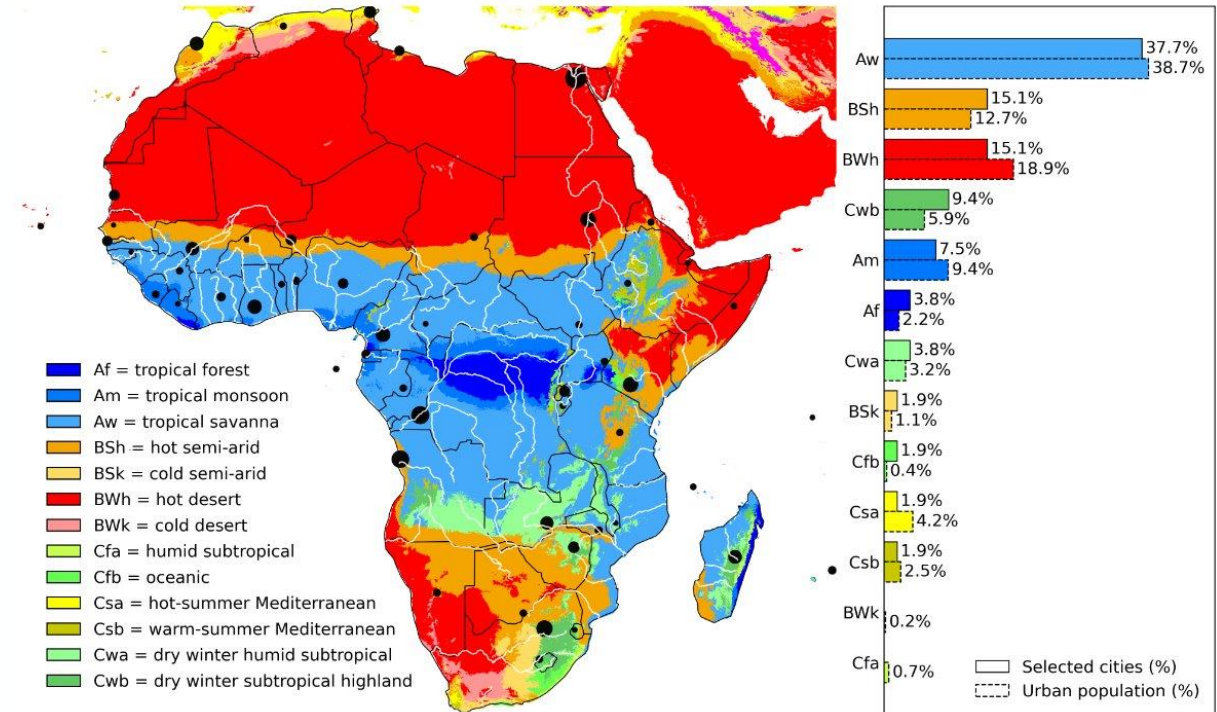 Af = tropical forest
Am = tropical monsoon
Aw = tropical savanna
BSh = hot semi-arid
BSk = cold semi-arid
BWh = hot desert
BWk = cold desert
Cfa = humid subtropical
Cfb = oceanic
Csa = hot-summer Mediterranean
Csb = warm-summer Mediterranean
Cwa = dry winter humid subtropical
Cwb = dry winter subtropical highland
Aw
37.7%
38.7%
BSh
15.1%
12.7%
BWh
15.1%
18.9%
Cwb
9.4%
5.9%
Am
7.5%
9.4%
Af
3.8%
2.2%
Cwa
3.8%
3.2%
BSk
1.9%
1.1%
Cfb
1.9%
0.4%
Csa
1.9%
4.2%
Csb
1.9%
2.5%
BWk
0.2%
Cfa
0.7%
Selected cities (%)
Urban population (%)